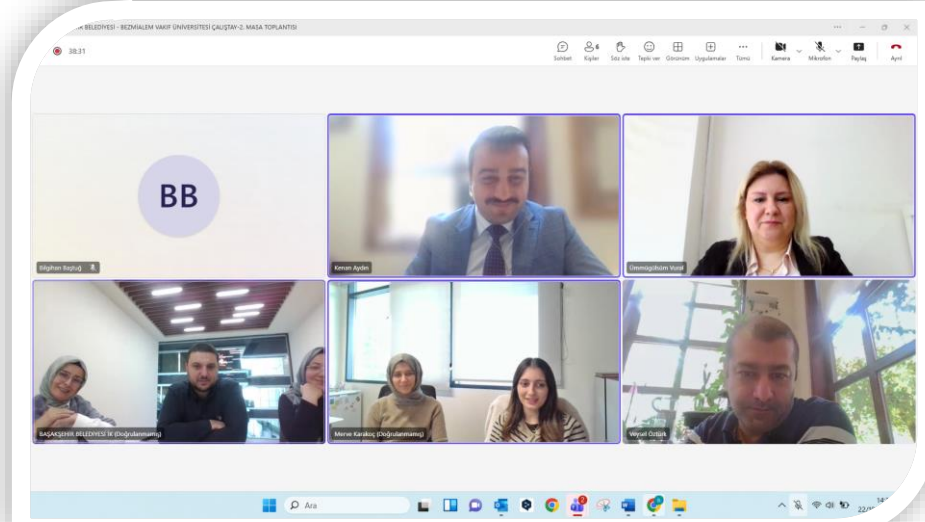 BELEDİYESİ - BEZMİALEM VAKIF ÜNİVERSİTESİ ÇALIŞTAY-2. MASA TOPLANTISI
38:31
Sohbet Kişiler 6 Söz iste Tepki ver Görünüm Uygulamalar Tümü Kamera Mikrofon Paylaş Ayrıl
BB
Bilgihan Baştuğ
Kenan Aydın
Ümmügülsüm Vural
BAŞAKŞEHİR BELEDİYESİ İK (Doğrulanmamış)
Merve Karakoç (Doğrulanmamış)
Veysel Öztürk
Ara